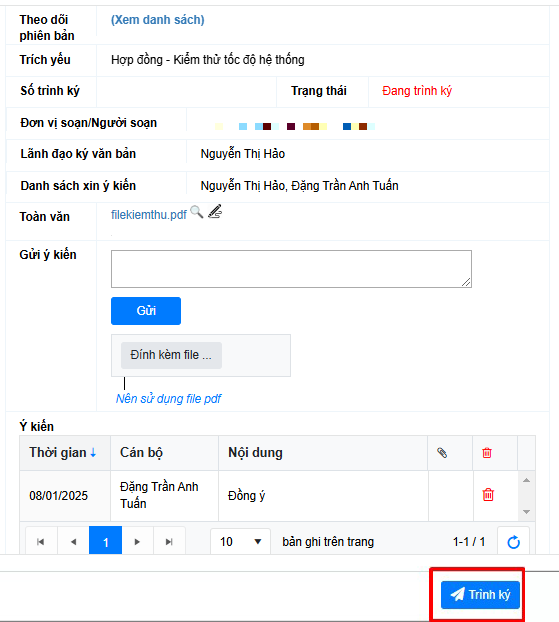 Theo dõi phiên bản (Xem danh sách)
Trích yếu Hợp đồng - Kiểm thử tốc độ hệ thống
Số trình ký Trạng thái Đang trình ký
Đơn vị soạn/Người soạn
Lãnh đạo ký văn bản Nguyễn Thị Hảo
Danh sách xin ý kiến Nguyễn Thị Hảo, Đặng Trần Anh Tuấn
Toàn văn filekiemthu.pdf
Gửi ý kiến
Gửi
Đính kèm file ...
Nên sử dụng file pdf
Ý kiến
Thời gian Cán bộ Nội dung
08/01/2025 Đặng Trần Anh Tuấn Đồng ý
1 10 bản ghi trên trang 1-1 / 1
Trình ký